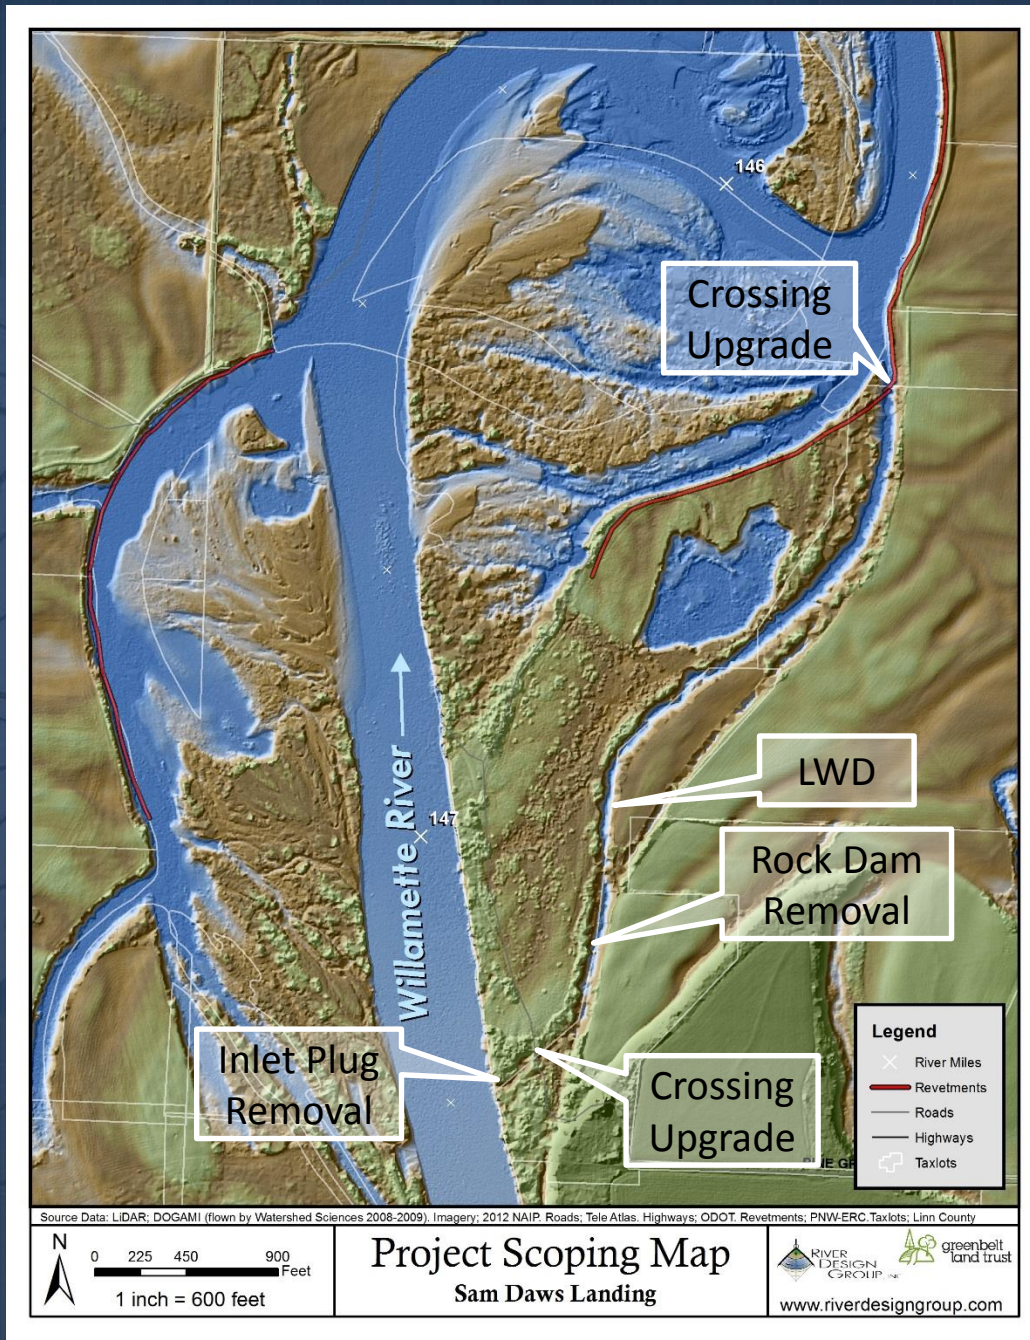 146
Crossing
Upgrade
LWD
Willamette River
147
Rock Dam
Removal
Inlet Plug
Removal
Crossing
Upgrade
Legend
River Miles
Revetments
Roads
Highways
Taxlots
Source Data: LiDAR; DOGAMI (flown by Watershed Sciences 2008-2009). Imagery; 2012 NAIP. Roads; Tele Atlas. Highways; ODOT. Revetments; PNW-ERC.Taxlots; Linn County
N
0 225 450 900
Feet
1 inch = 600 feet
Project Scoping Map
Sam Daws Landing
RIVER
DESIGN
GROUP, INC
greenbelt
land trust
www.riverdesigngroup.com